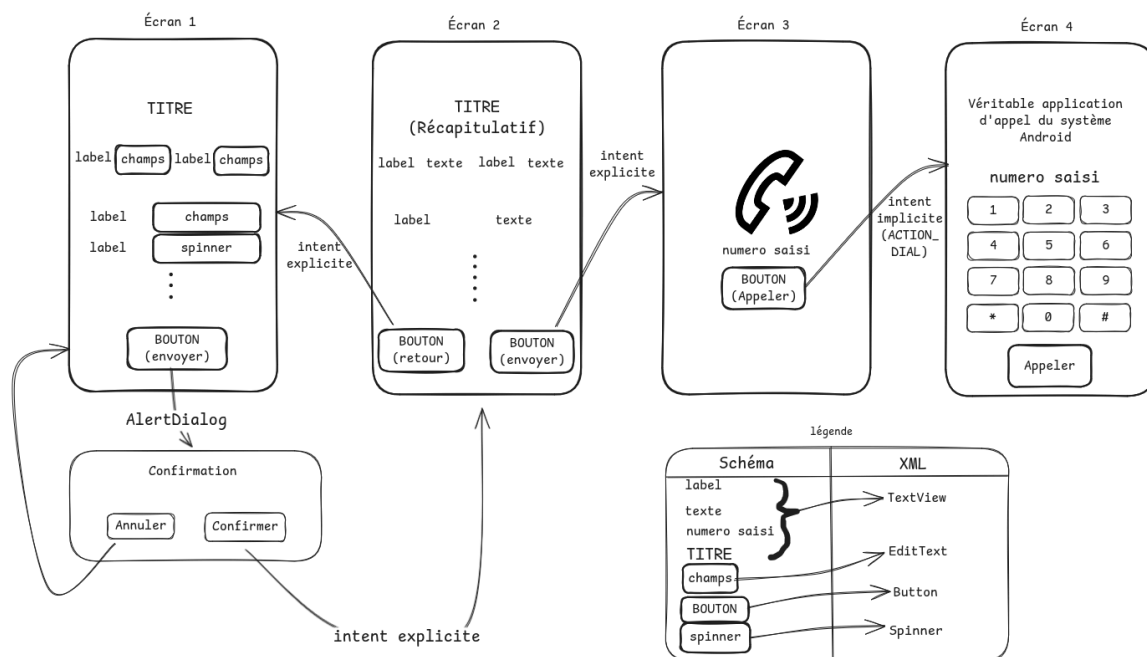 Écran 1
TITRE
label champs label champs
label champs
label spinner
BOUTON
(envoyer)
AlertDialog
Confirmation
Annuler Confirmer
intent explicite
Écran 2
TITRE
(Récapitulatif)
label texte label texte
label texte
intent
explicite
BOUTON
(retour)
BOUTON
(envoyer)
intent
explicite
Écran 3
numero saisi
BOUTON
(Appeler)
intent
implicite
(ACTION_
DIAL)
Écran 4
Véritable application
d'appel du système
Android
numero saisi
1 2 3
4 5 6
7 8 9
* 0 #
Appeler
légende
Schéma XML
label
texte
numero saisi
TITRE
TextView
champs EditText
BOUTON Button
spinner Spinner